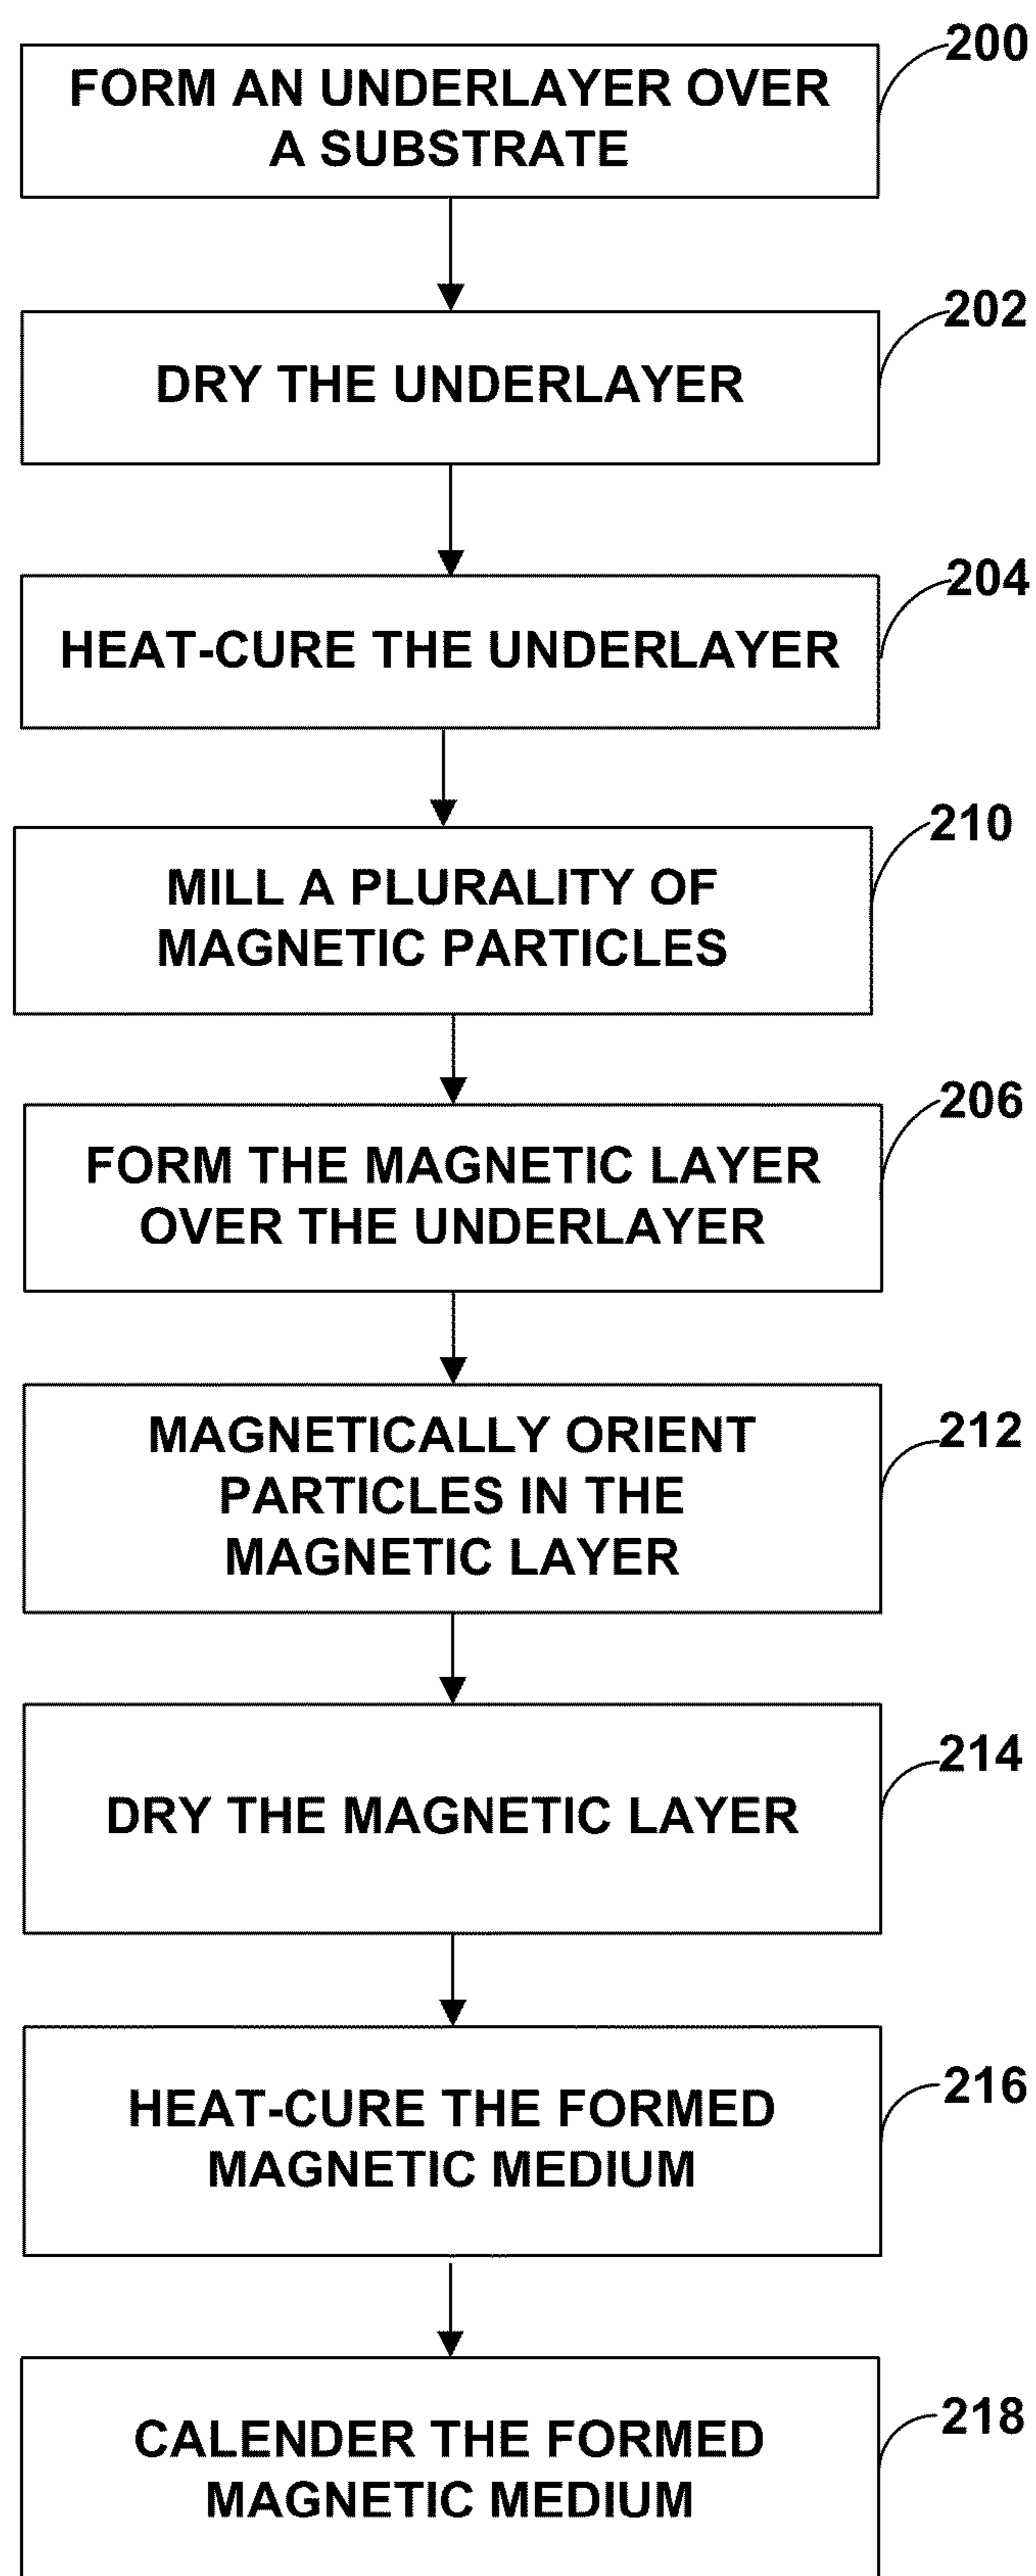 200
FORM AN UNDERLAYER OVER
A SUBSTRATE
202
DRY THE UNDERLAYER
204
HEAT-CURE THE UNDERLAYER
210
MILL A PLURALITY OF
MAGNETIC PARTICLES
206
FORM THE MAGNETIC LAYER
OVER THE UNDERLAYER
212
MAGNETICALLY ORIENT
PARTICLES IN THE
MAGNETIC LAYER
214
DRY THE MAGNETIC LAYER
216
HEAT-CURE THE FORMED
MAGNETIC MEDIUM
218
CALENDER THE FORMED
MAGNETIC MEDIUM